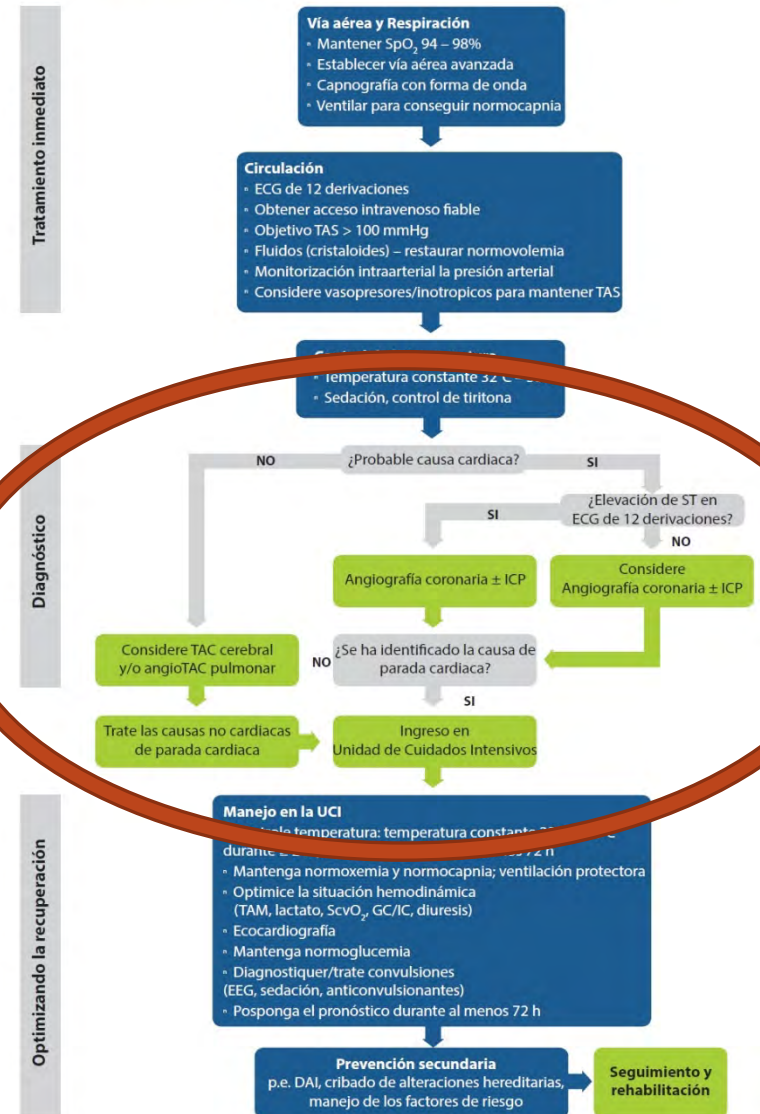 Tratamiento inmediato
Vía aérea y Respiración
▫ Mantener SpO₂ 94 – 98%
▫ Establecer vía aérea avanzada
▫ Capnografía con forma de onda
▫ Ventilar para conseguir normocapnia
Circulación
▫ ECG de 12 derivaciones
▫ Obtener acceso intravenoso fiable
▫ Objetivo TAS > 100 mmHg
▫ Fluidos (cristaloides) – restaurar normovolemia
▫ Monitorización intraarterial la presión arterial
▫ Considere vasopresores/inotropicos para mantener TAS
▫ Temperatura constante 32°C
▫ Sedación, control de tiritona
Diagnóstico
¿Probable causa cardiaca?
NO
SI
¿Elevación de ST en
ECG de 12 derivaciones?
SI
NO
Angiografía coronaria ± ICP
Considere
Angiografía coronaria ± ICP
Considere TAC cerebral
y/o angioTAC pulmonar
NO
¿Se ha identificado la causa de
parada cardiaca?
SI
Trate las causas no cardiacas
de parada cardiaca
Ingreso en
Unidad de Cuidados Intensivos
Optimizando la recuperación
Manejo en la UCI
temperatura: temperatura constante
durante 72 h
▫ Mantenga normoxemia y normocapnia; ventilación protectora
▫ Optimice la situación hemodinámica
(TAM, lactato, ScvO₂, GC/IC, diuresis)
▫ Ecocardiografía
▫ Mantenga normoglucemia
▫ Diagnostiquer/trate convulsiones
(EEG, sedación, anticonvulsionantes)
▫ Posponga el pronóstico durante al menos 72 h
Prevención secundaria
p.e. DAI, cribado de alteraciones hereditarias,
manejo de los factores de riesgo
Seguimiento y
rehabilitación